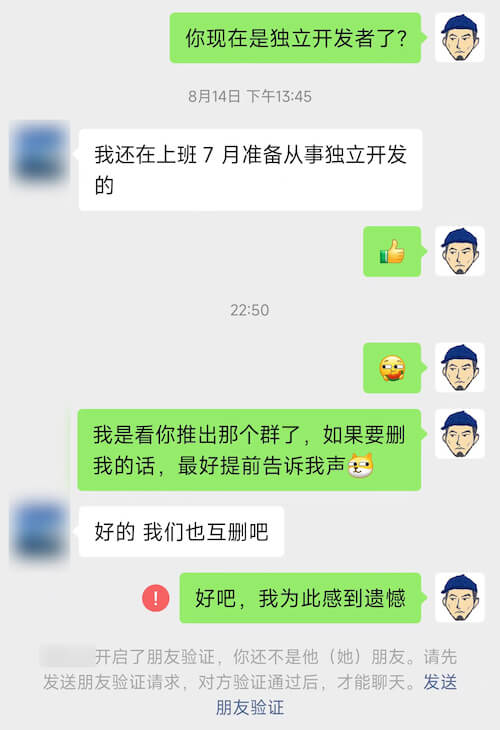 你现在是独立开发者了?
8月14日 下午13:45
我还在上班 7 月准备从事独立开发
的
22:50
我是看你推出那个群了，如果要删
我的话，最好提前告诉我声
好的 我们也互删吧
好吧，我为此感到遗憾
开启了朋友验证，你还不是他（她）朋友。请先
发送朋友验证请求，对方验证通过后，才能聊天。发送
朋友验证